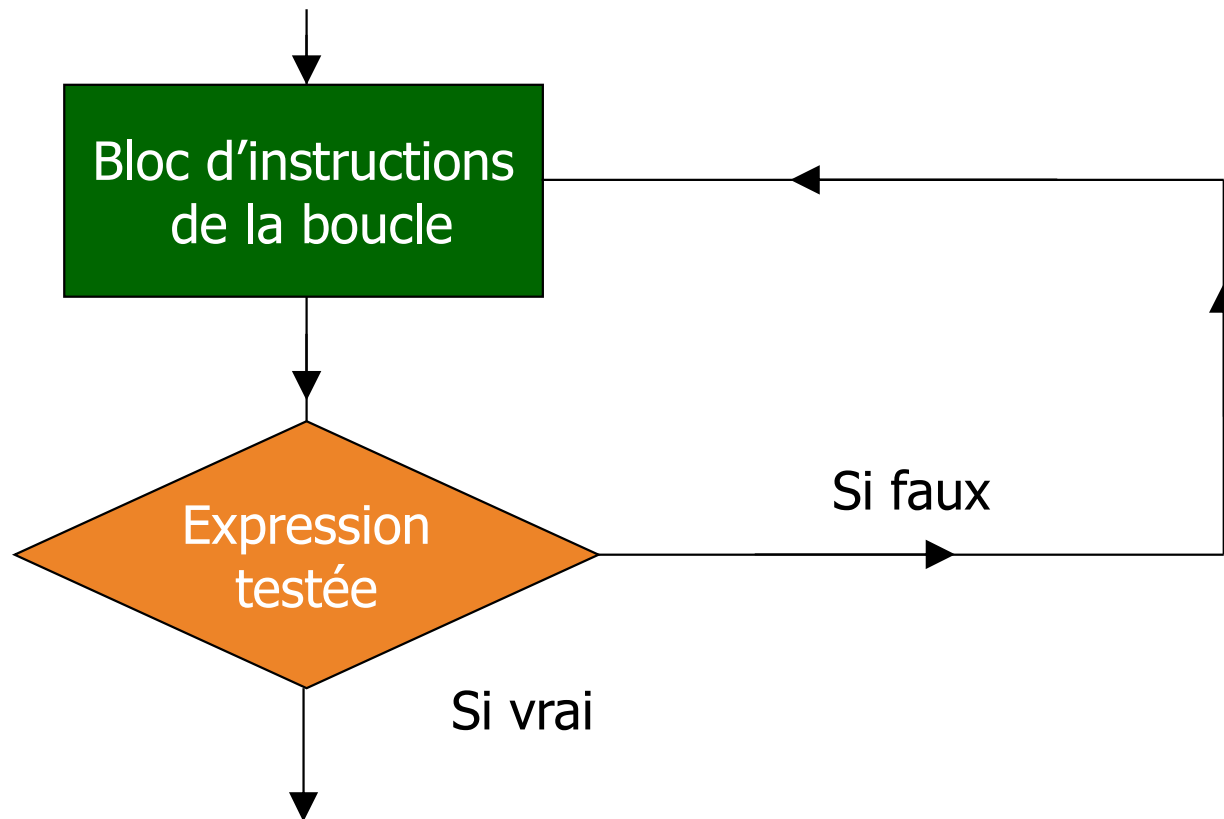 Bloc d’instructions
de la boucle
Si faux
Expression
testée
Si vrai